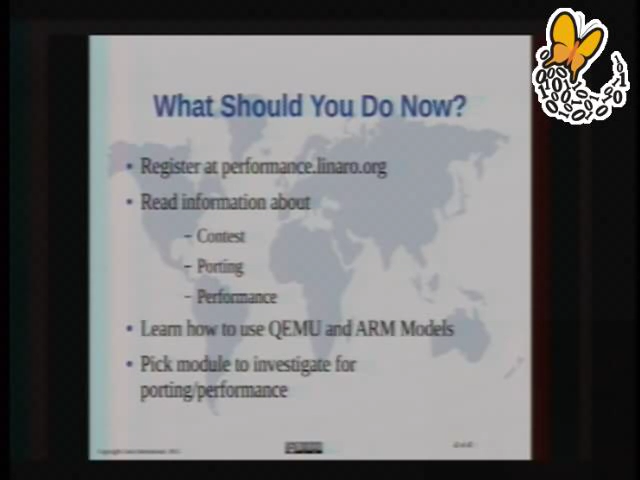 What Should You Do Now?
• Register at performance.linaro.org
• Read information about
– Contest
– Porting
– Performance
• Learn how to use QEMU and ARM Models
• Pick module to investigate for
porting/performance